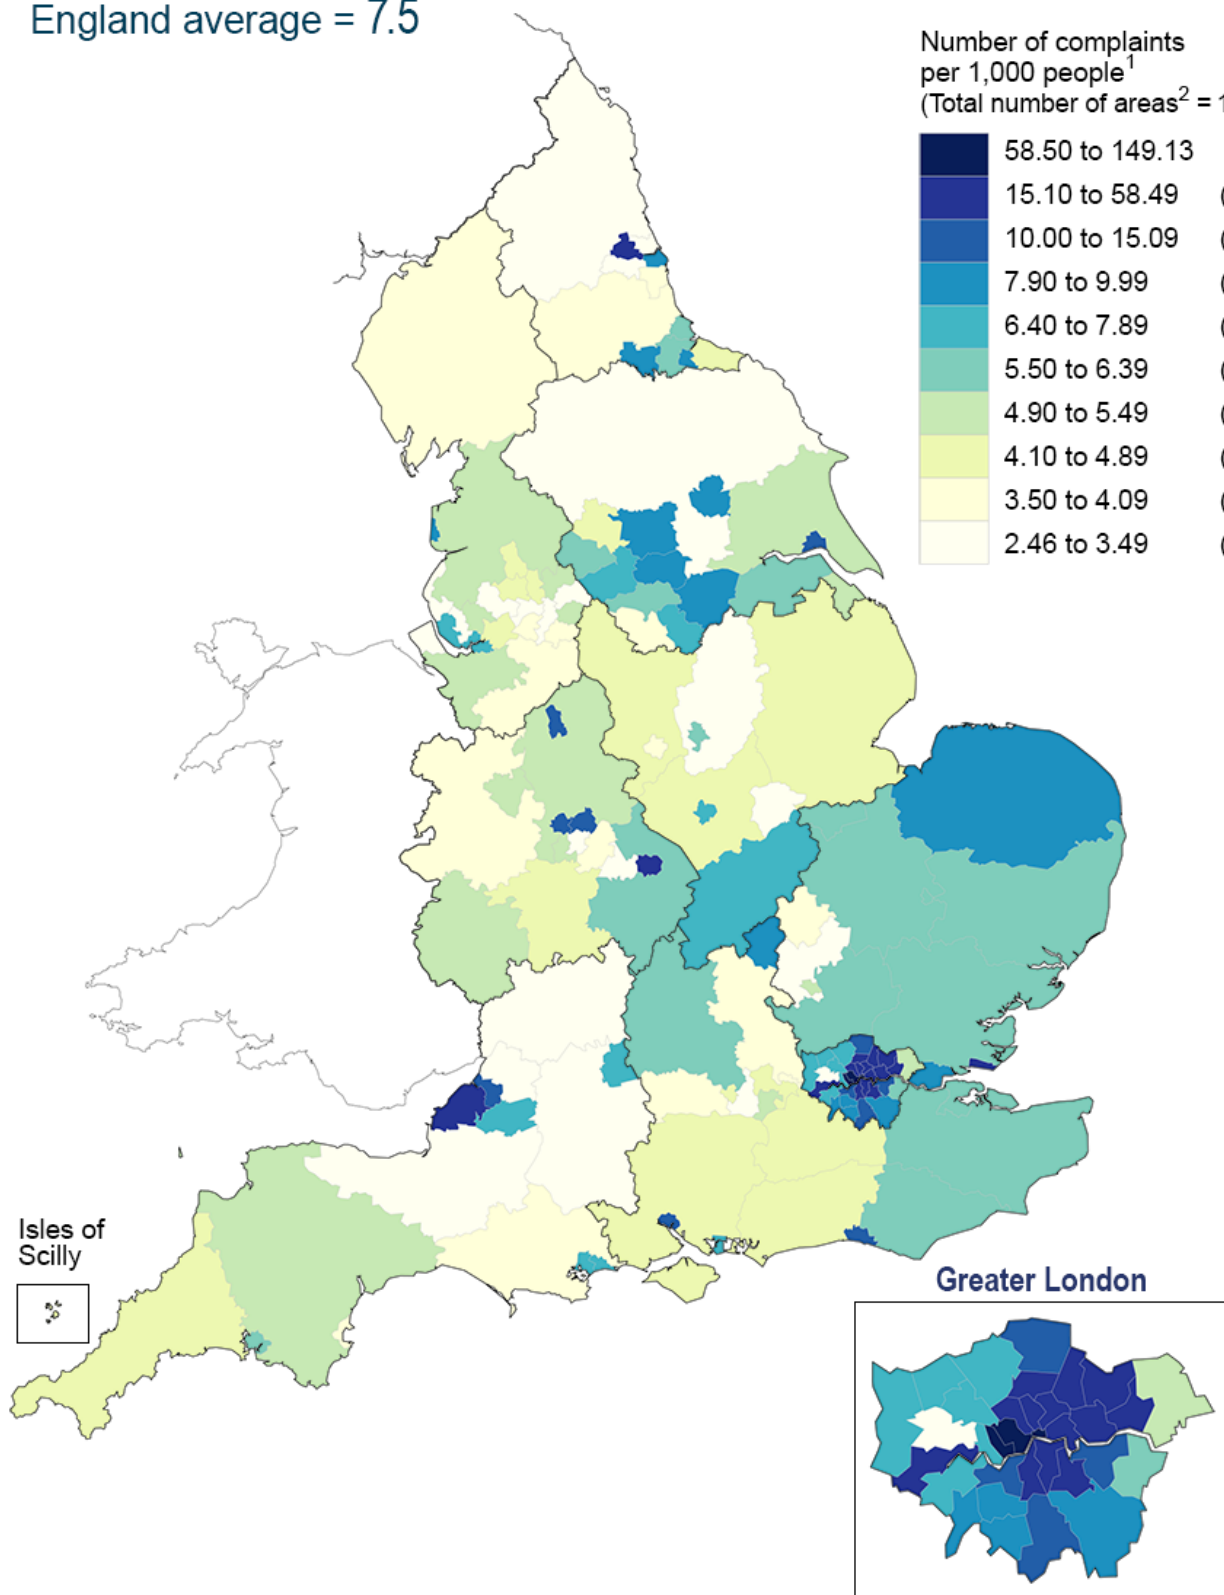 England average = 7.5
Number of complaints
per 1,000 people1
(Total number of areas2 = 1
58.50 to 149.13
15.10 to 58.49 (
10.00 to 15.09 (
7.90 to 9.99 (
6.40 to 7.89 (
5.50 to 6.39 (
4.90 to 5.49 (
4.10 to 4.89 (
3.50 to 4.09 (
2.46 to 3.49 (
Isles of
Scilly
Greater London